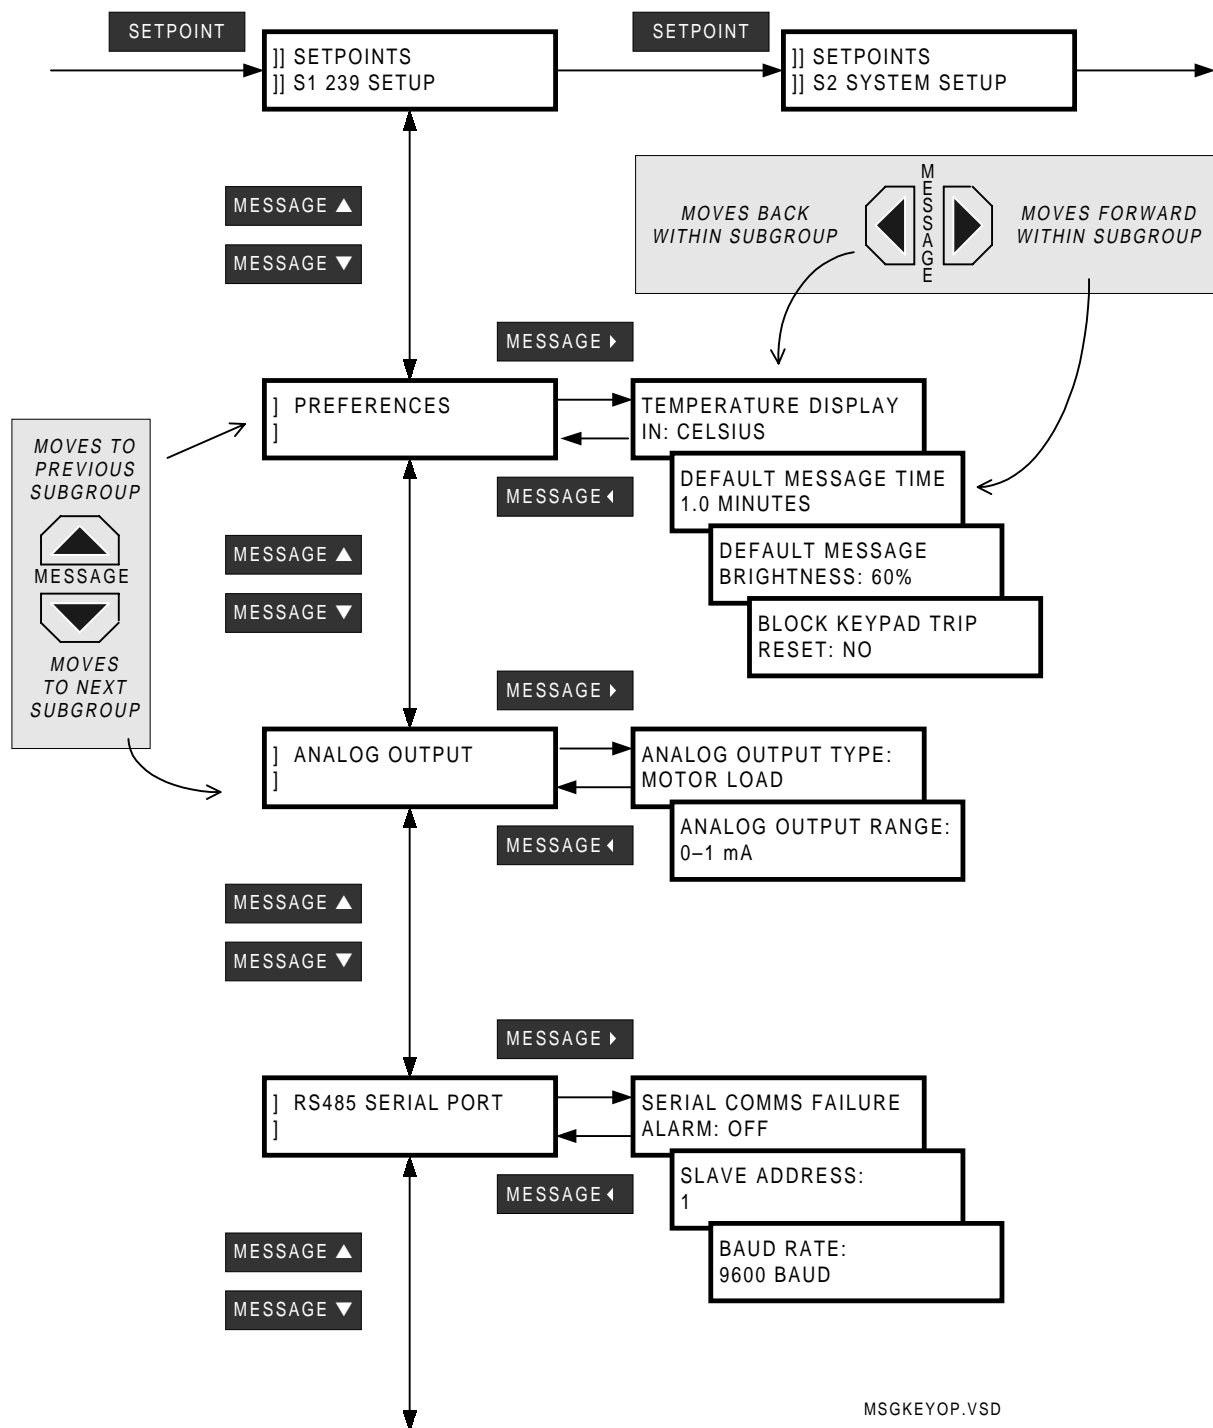 SETPOINT
]] SETPOINTS
]] S1 239 SETUP
SETPOINT
]] SETPOINTS
]] S2 SYSTEM SETUP
MESSAGE ▲
MESSAGE ▼
MOVES BACK
WITHIN SUBGROUP
MESSAGE
MOVES FORWARD
WITHIN SUBGROUP
MESSAGE ▸
] PREFERENCES
]
TEMPERATURE DISPLAY
IN: CELSIUS
MESSAGE ◂
DEFAULT MESSAGE TIME
1.0 MINUTES
DEFAULT MESSAGE
BRIGHTNESS: 60%
BLOCK KEYPAD TRIP
RESET: NO
MOVES TO
PREVIOUS
SUBGROUP
MESSAGE
MOVES
TO NEXT
SUBGROUP
MESSAGE ▲
MESSAGE ▼
MESSAGE ▸
] ANALOG OUTPUT
]
ANALOG OUTPUT TYPE:
MOTOR LOAD
MESSAGE ◂
ANALOG OUTPUT RANGE:
0–1 mA
MESSAGE ▲
MESSAGE ▼
MESSAGE ▸
] RS485 SERIAL PORT
]
SERIAL COMMS FAILURE
ALARM: OFF
MESSAGE ◂
SLAVE ADDRESS:
1
BAUD RATE:
9600 BAUD
MESSAGE ▲
MESSAGE ▼
MSGKEYOP.VSD